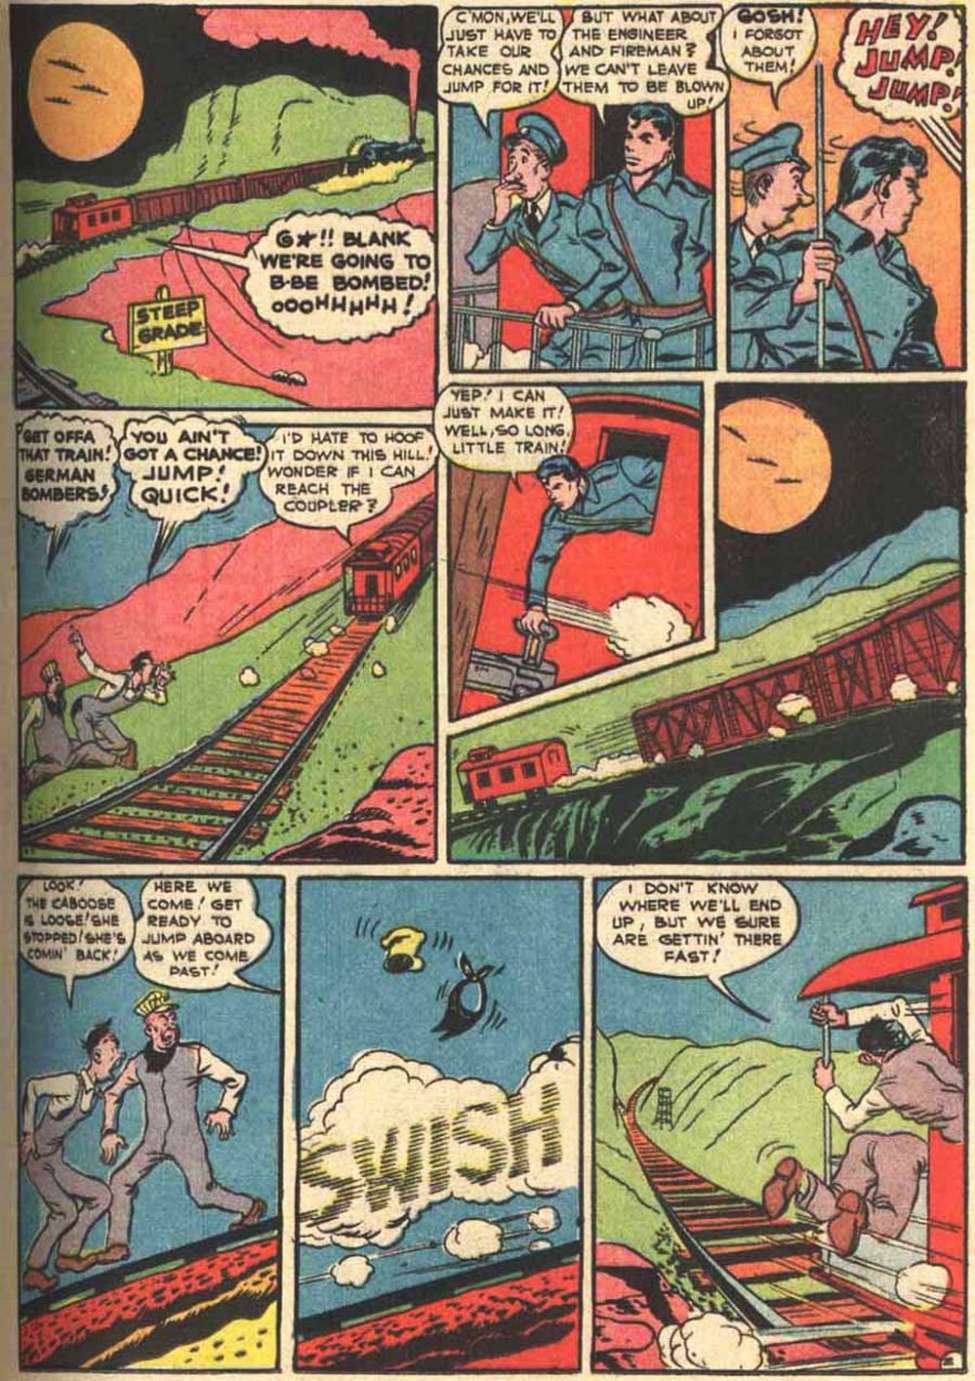 G★!! BLANK
WE'RE GOING TO
B-BE BOMBED!
OOOHHHHH!
STEEP
GRADE
C'MON, WE'LL
JUST HAVE TO
TAKE OUR
CHANCES AND
JUMP FOR IT!
BUT WHAT ABOUT
THE ENGINEER
AND FIREMAN?
WE CAN'T LEAVE
THEM TO BE BLOWN
UP!
GOSH!
I FORGOT
ABOUT
THEM!
HEY!
JUMP!
JUMP!
GET OFFA
THAT TRAIN!
GERMAN
BOMBERS!
YOU AIN'T
GOT A CHANCE!
JUMP!
QUICK!
I'D HATE TO HOOF
IT DOWN THIS HILL!
WONDER IF I CAN
REACH THE
COUPLER?
YEP! I CAN
JUST MAKE IT!
WELL, SO LONG,
LITTLE TRAIN!
LOOK!
THE CABOOSE
IS LOOSE! SHE
STOPPED! SHE'S
COMIN' BACK!
HERE WE
COME! GET
READY TO
JUMP ABOARD
AS WE COME
PAST!
SWISH
I DON'T KNOW
WHERE WE'LL END
UP, BUT WE SURE
ARE GETTIN' THERE
FAST!